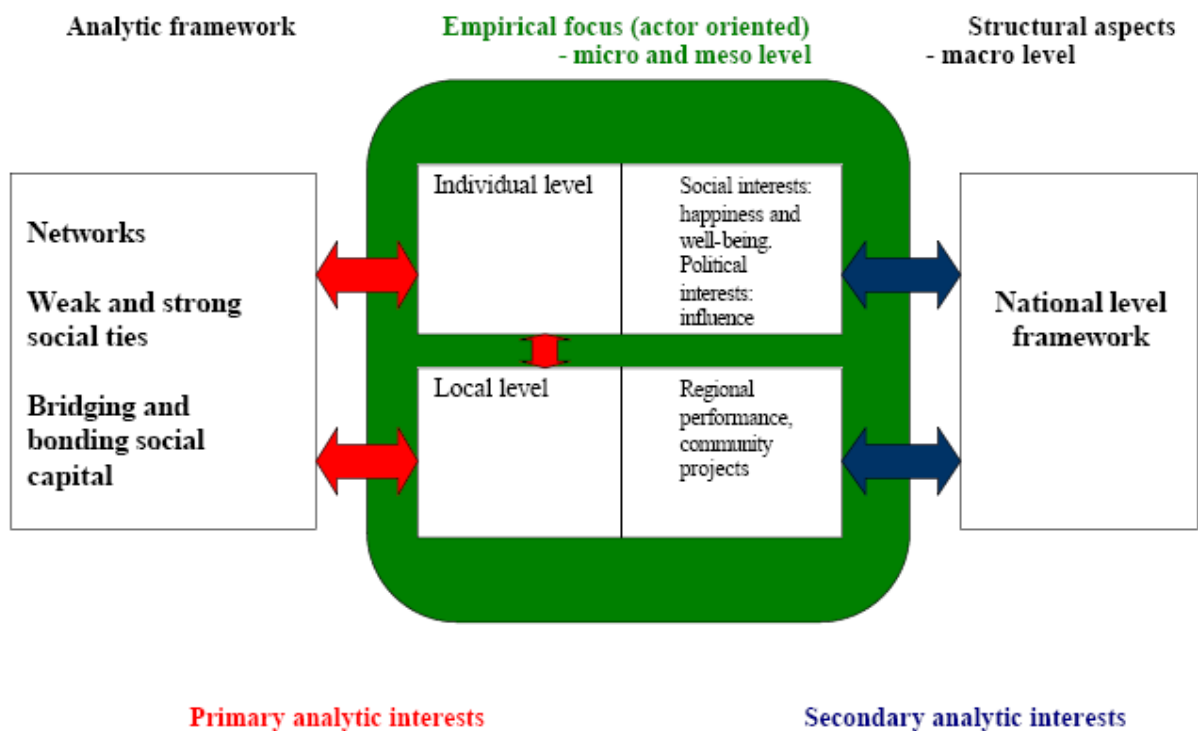 Analytic framework
Empirical focus (actor oriented)
- micro and meso level
Structural aspects
- macro level
Networks
Weak and strong
social ties
Bridging and
bonding social
capital
Individual level
Social interests:
happiness and
well-being.
Political
interests:
influence
Local level
Regional
performance,
community
projects
National level
framework
Primary analytic interests
Secondary analytic interests